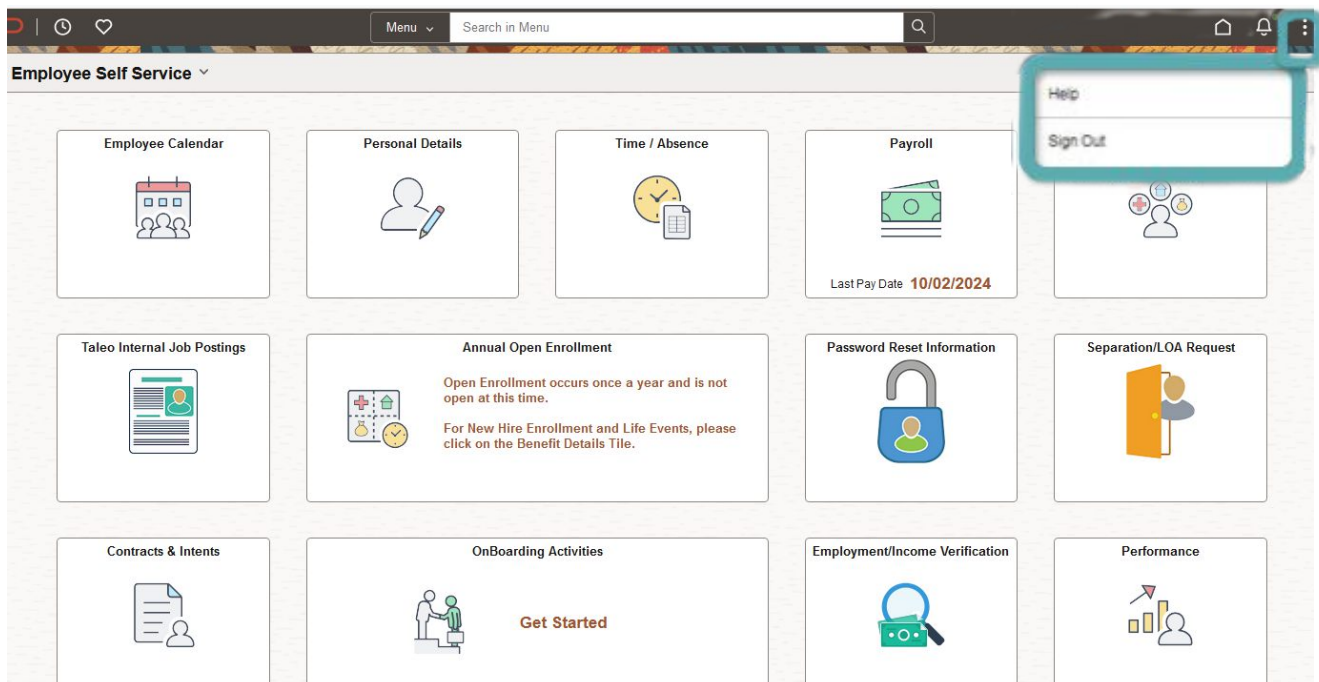 Menu
Search in Menu
Employee Self Service
Help
Sign Out
Employee Calendar
Personal Details
Time / Absence
Payroll
Last Pay Date 10/02/2024
Taleo Internal Job Postings
Annual Open Enrollment
Open Enrollment occurs once a year and is not
open at this time.
For New Hire Enrollment and Life Events, please
click on the Benefit Details Tile.
Password Reset Information
Separation/LOA Request
Contracts & Intents
OnBoarding Activities
Get Started
Employment/Income Verification
Performance